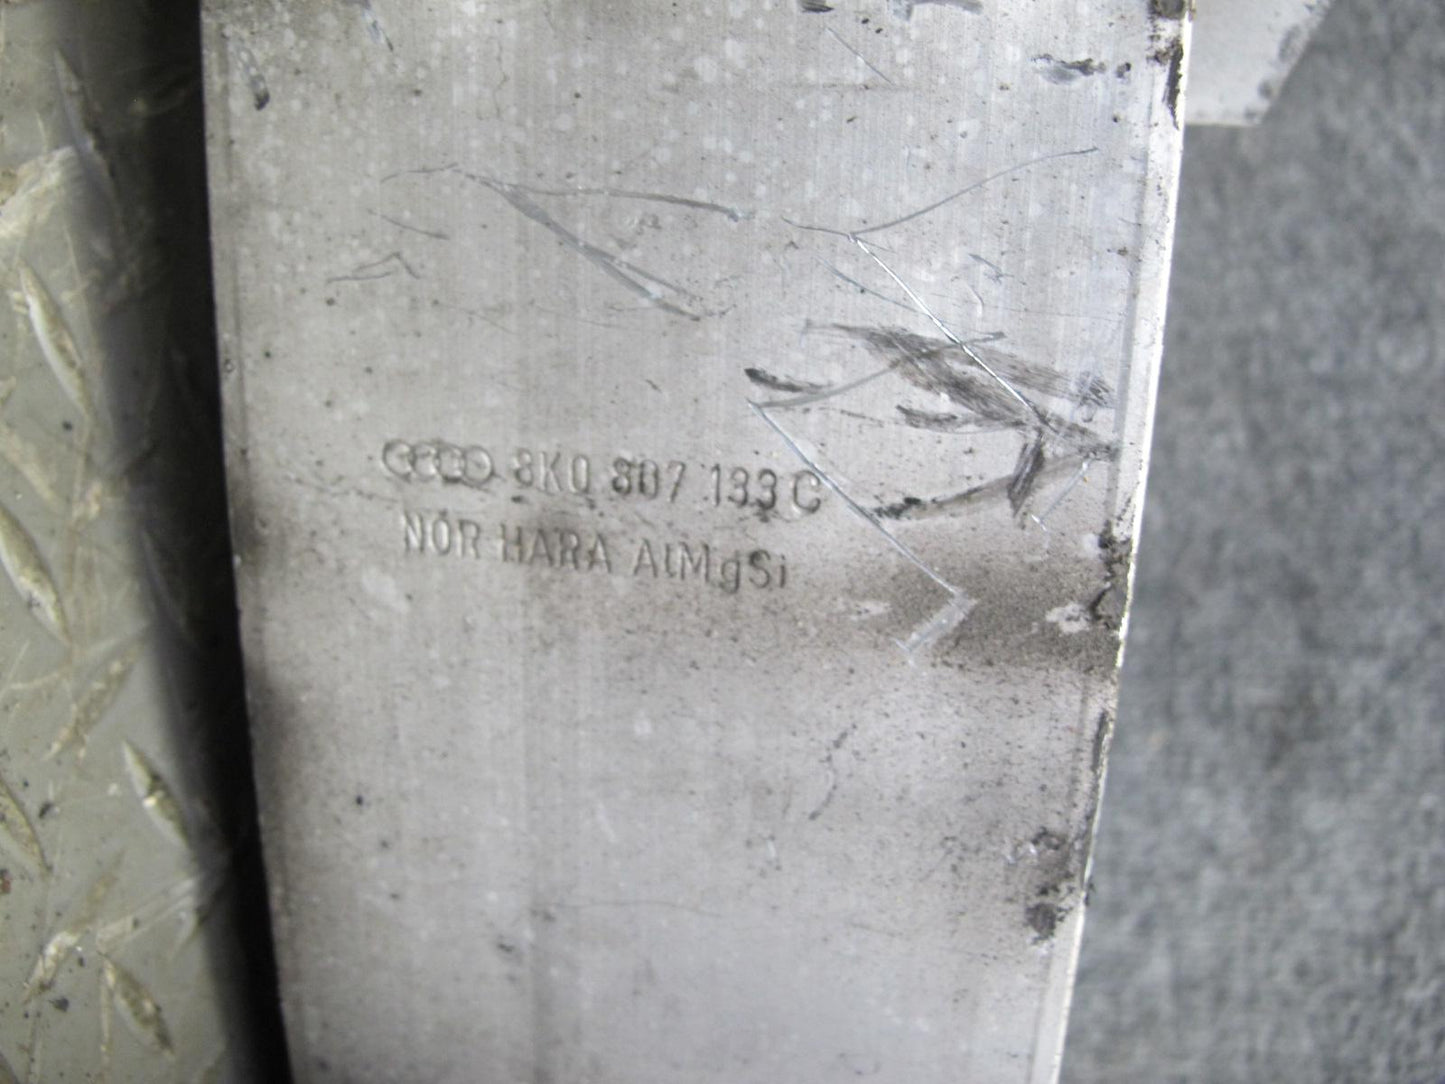 8K0 807 133 C
NOR HARA AlMgSi